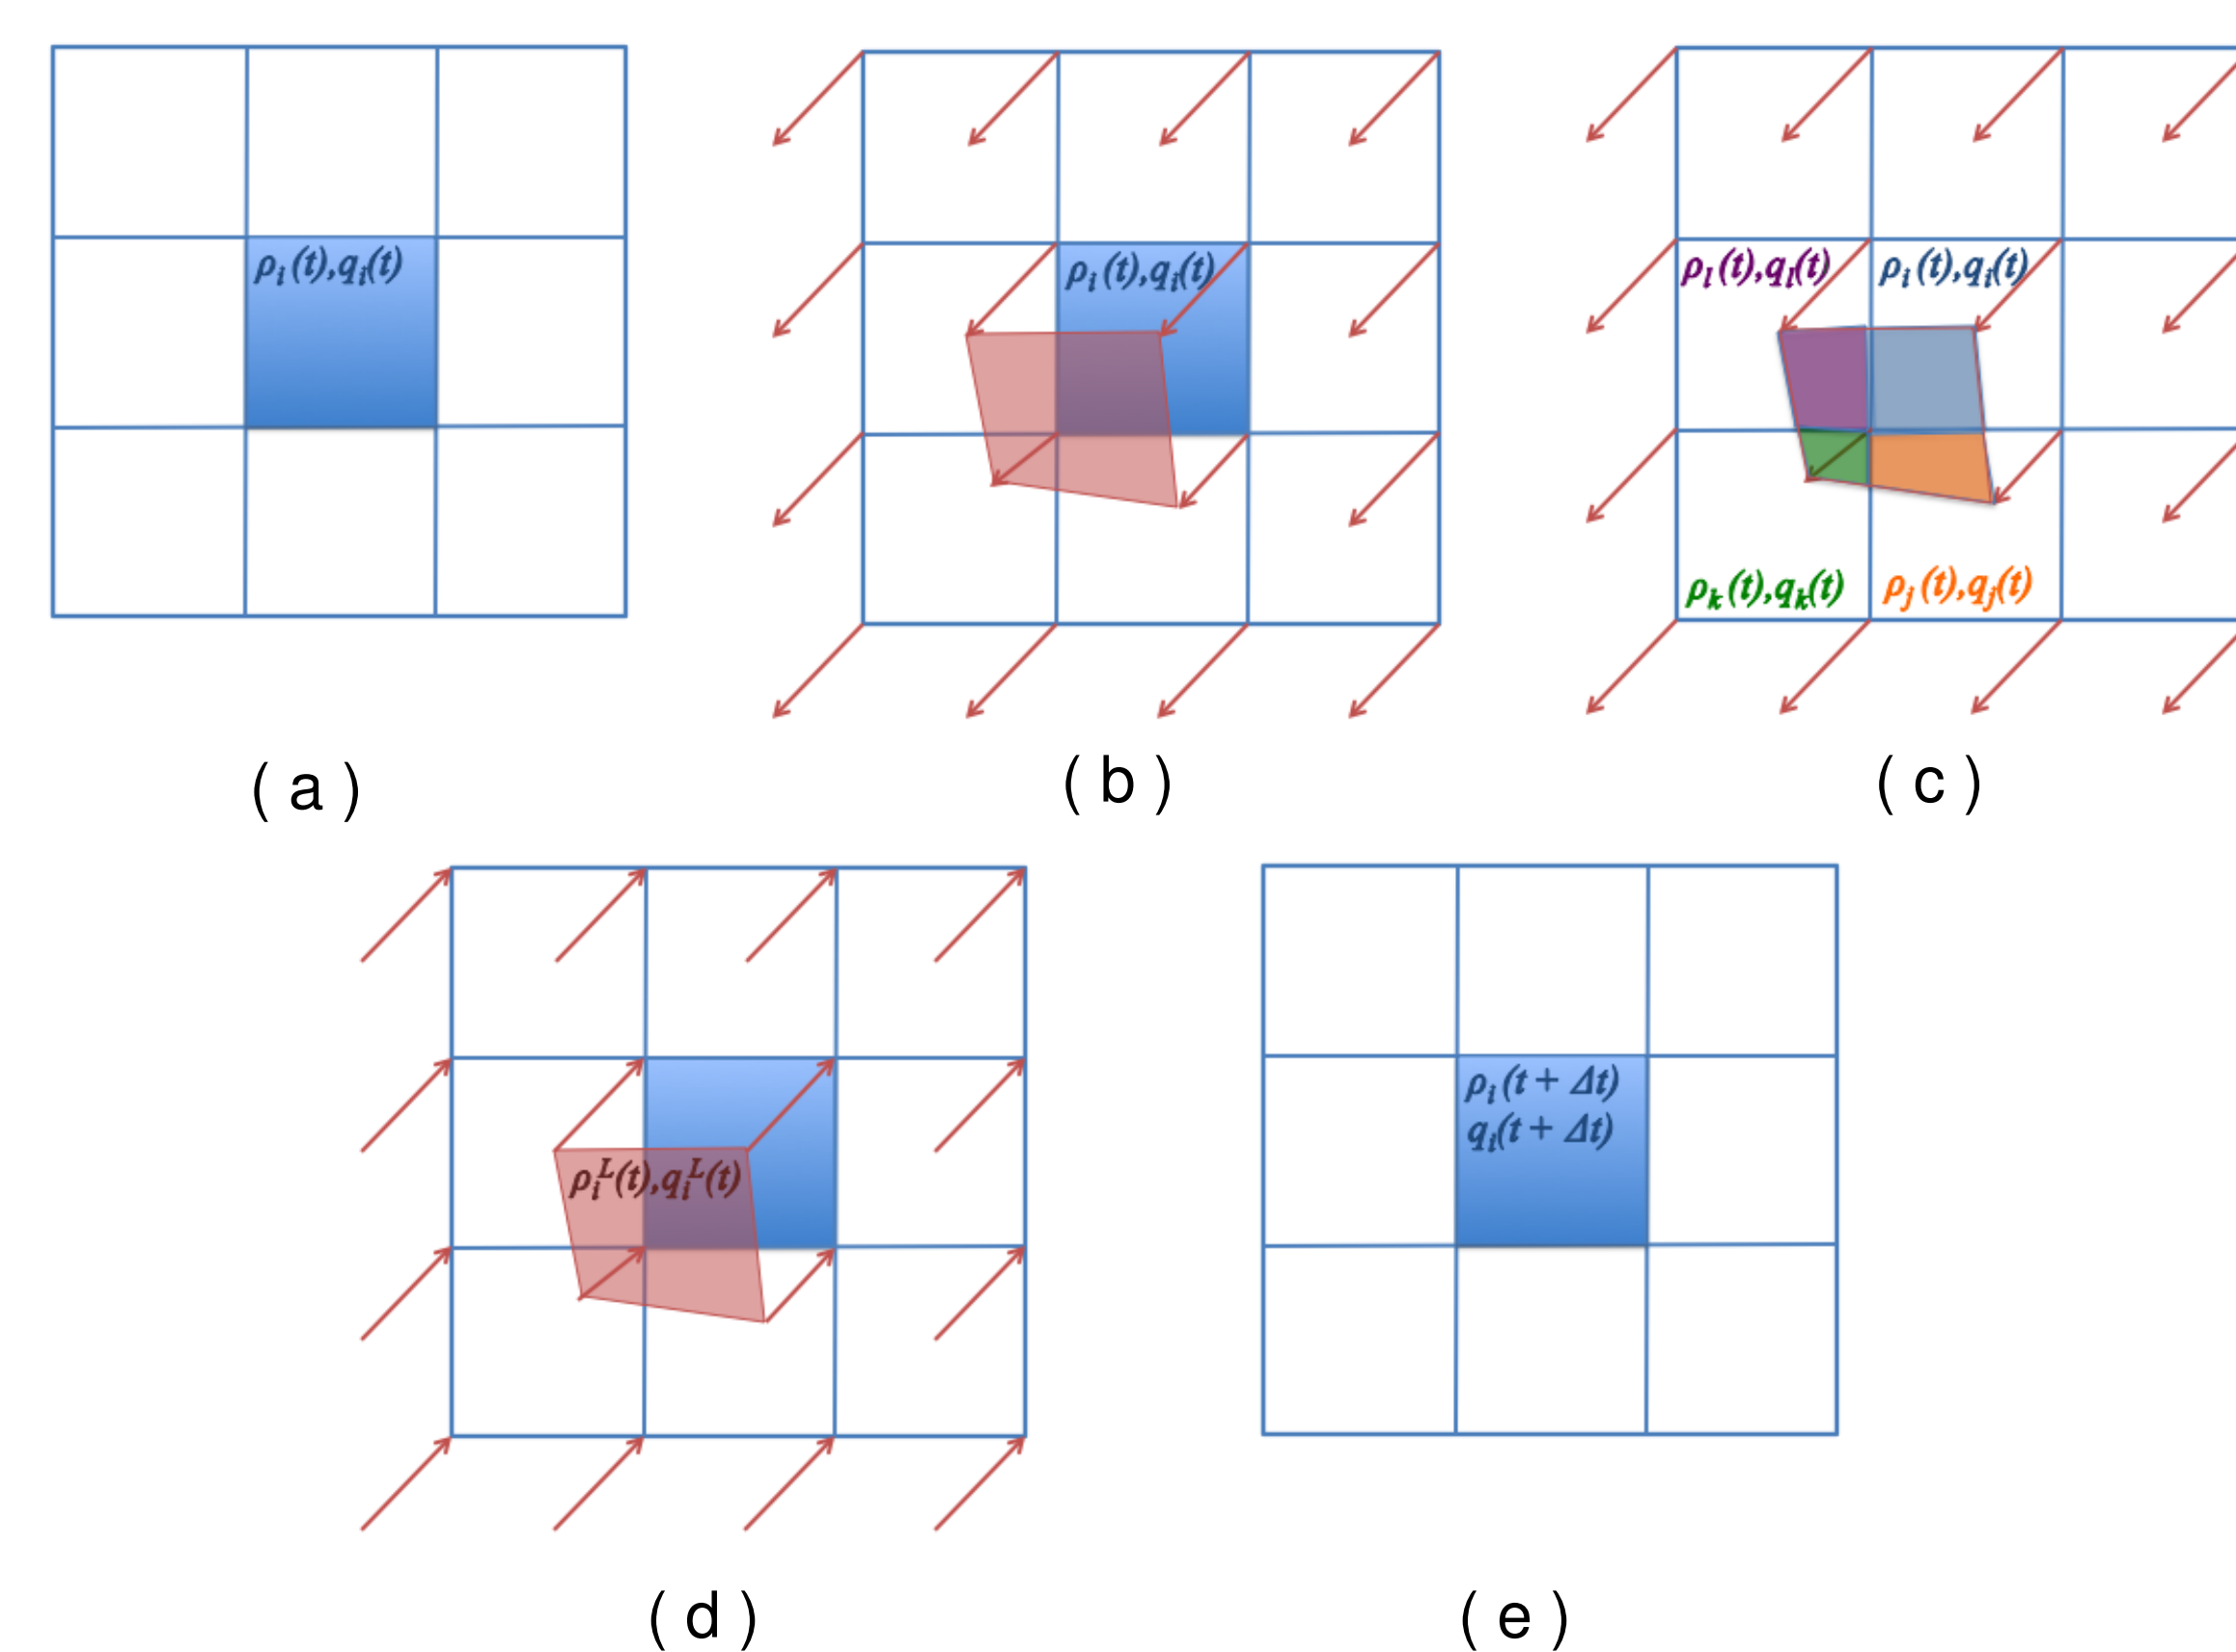 ρᵢ(t),qᵢ(t)
ρᵢ(t),qᵢ(t)
ρₗ(t),qₗ(t) ρᵢ(t),qᵢ(t)
ρₖ(t),qₖ(t) ρⱼ(t),qⱼ(t)
(a) (b) (c)
ρᵢᴸ(t),qᵢᴸ(t)
ρᵢ(t + Δt)
qᵢ(t + Δt)
(d) (e)